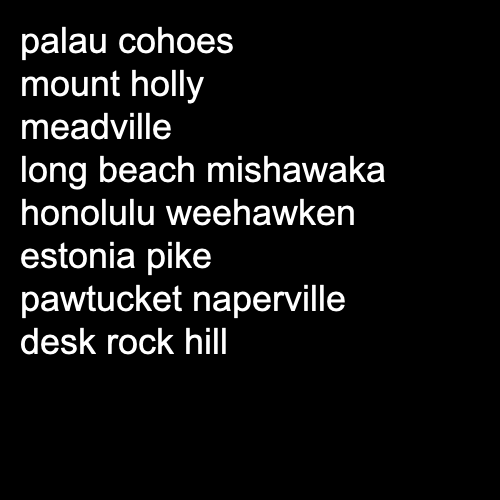 palau cohoes
mount holly
meadville
long beach mishawaka
honolulu weehawken
estonia pike
pawtucket naperville
desk rock hill